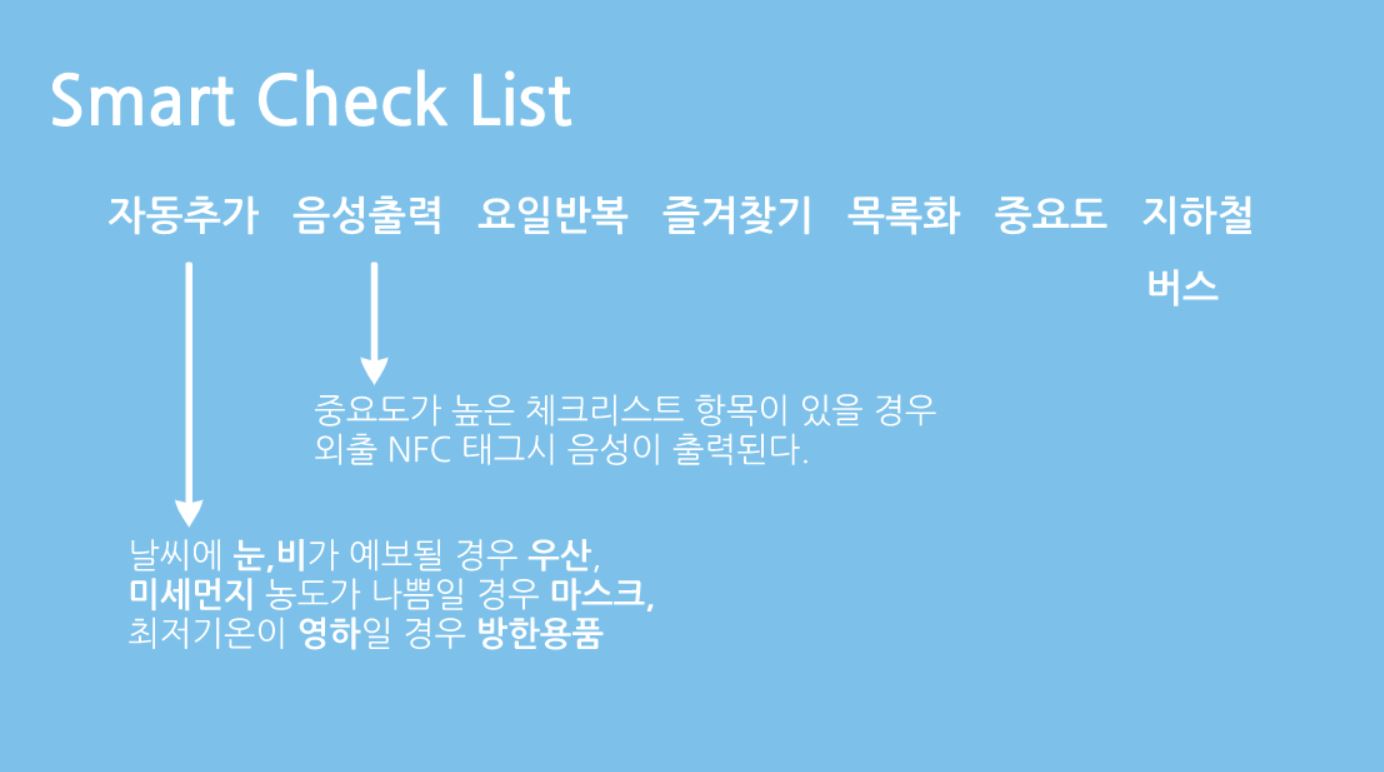 Smart Check List
자동추가 음성출력 요일반복 즐겨찾기 목록화 중요도 지하철
버스
중요도가 높은 체크리스트 항목이 있을 경우
외출 NFC 태그시 음성이 출력된다.
날씨에 눈,비가 예보될 경우 우산,
미세먼지 농도가 나쁨일 경우 마스크,
최저기온이 영하일 경우 방한용품